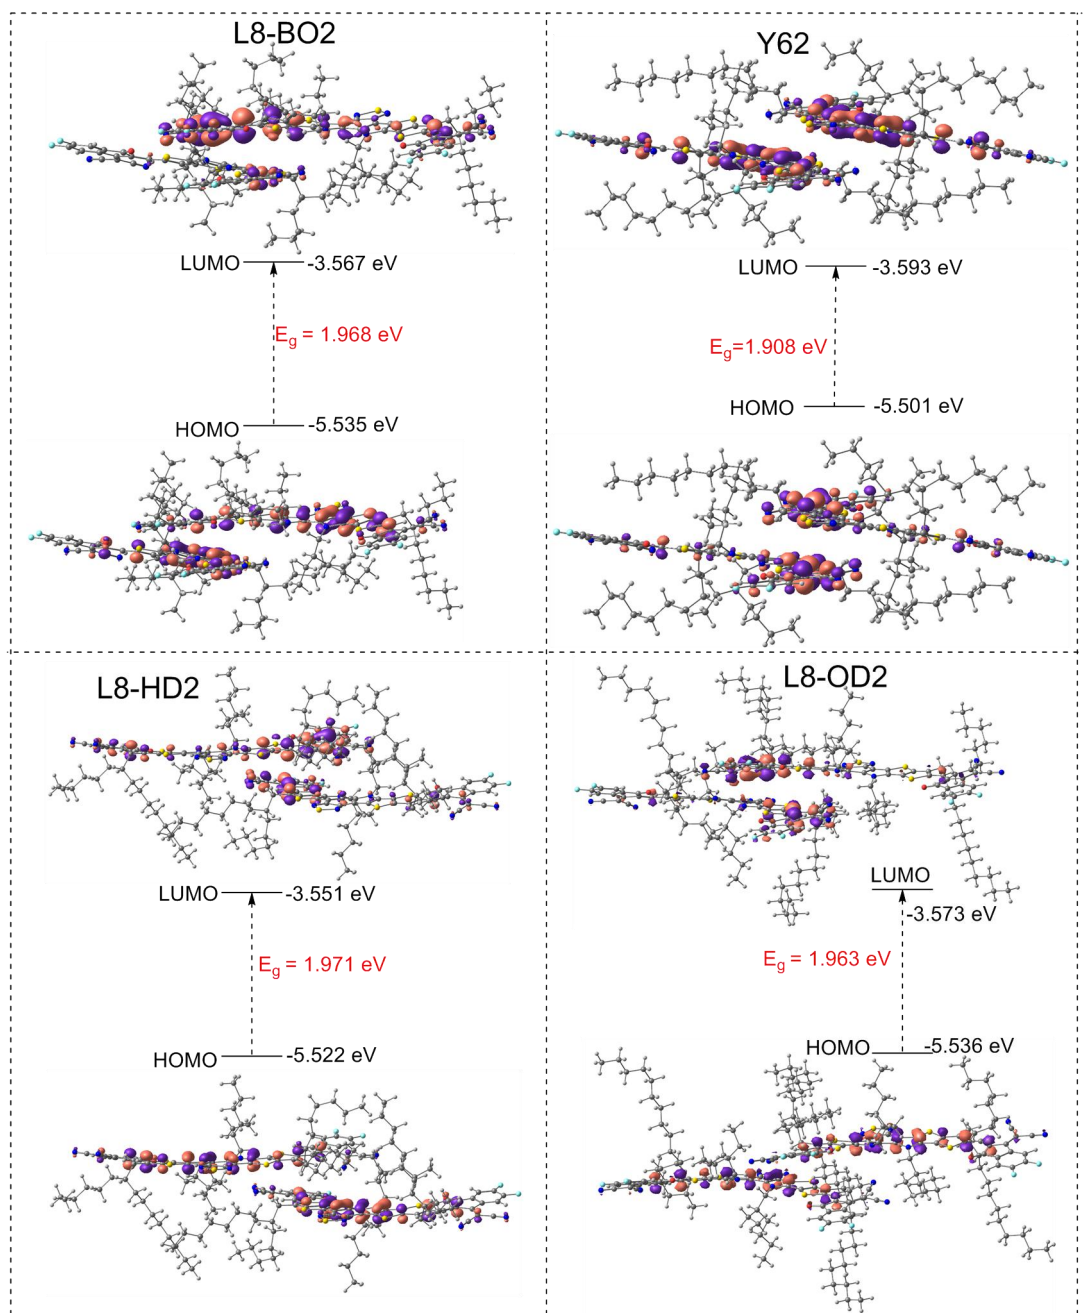 L8-BO2
LUMO -3.567 eV
Eg = 1.968 eV
HOMO -5.535 eV
Y62
LUMO -3.593 eV
Eg=1.908 eV
HOMO -5.501 eV
L8-HD2
LUMO -3.551 eV
Eg = 1.971 eV
HOMO -5.522 eV
L8-OD2
LUMO
-3.573 eV
Eg = 1.963 eV
HOMO -5.536 eV